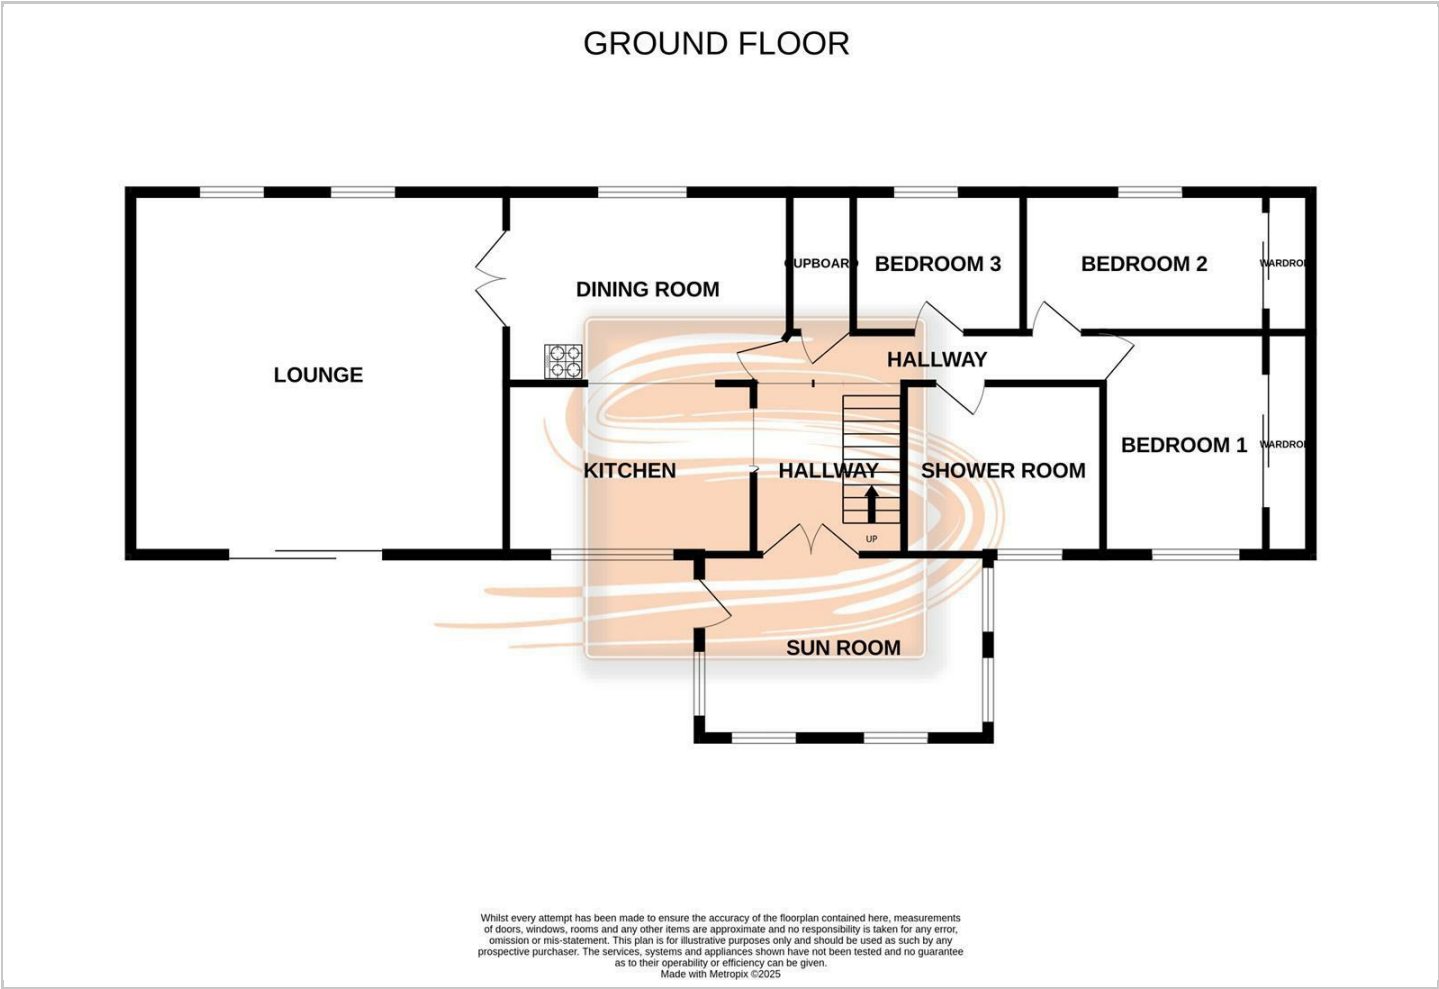 GROUND FLOOR
CUPBOARD
BEDROOM 3
BEDROOM 2
WARDROB
DINING ROOM
HALLWAY
LOUNGE
BEDROOM 1
WARDROB
KITCHEN
HALLWAY
SHOWER ROOM
UP
SUN ROOM
Whilst every attempt has been made to ensure the accuracy of the floorplan contained here, measurements
of doors, windows, rooms and any other items are approximate and no responsibility is taken for any error,
omission or mis-statement. This plan is for illustrative purposes only and should be used as such by any
prospective purchaser. The services, systems and appliances shown have not been tested and no guarantee
as to their operability or efficiency can be given.
Made with Metropix ©2025